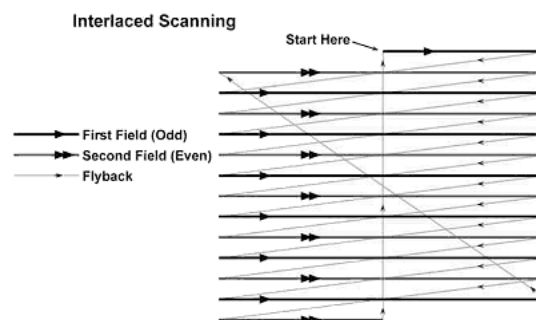 Interlaced Scanning
Start Here
First Field (Odd)
Second Field (Even)
Flyback